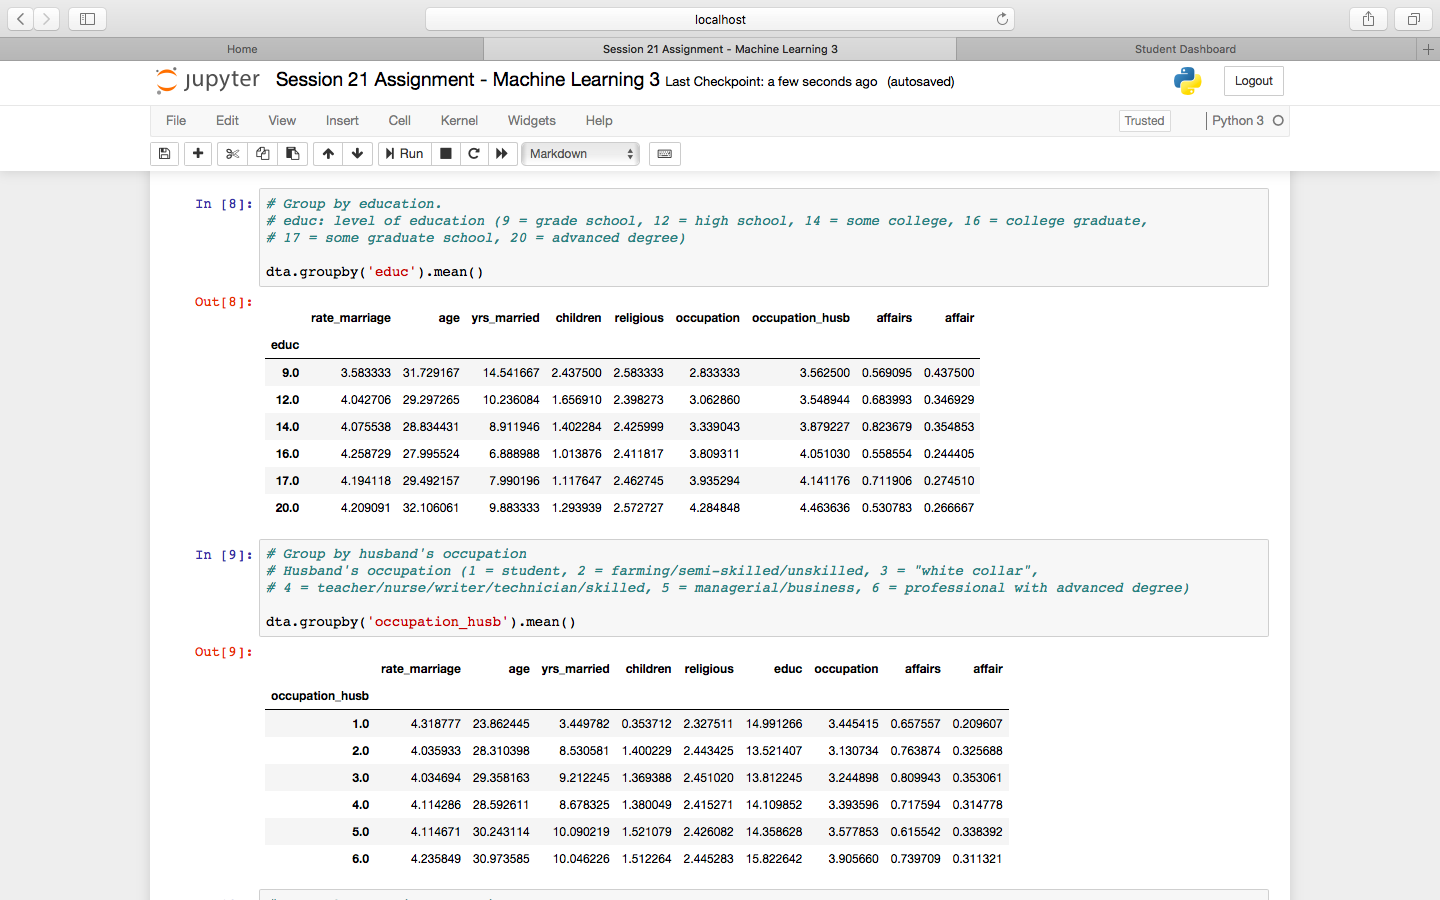 localhost
Home
Session 21 Assignment - Machine Learning 3
Student Dashboard
jupyter Session 21 Assignment - Machine Learning 3 Last Checkpoint: a few seconds ago (autosaved)
Logout
File Edit View Insert Cell Kernel Widgets Help
Trusted
Python 3
Run
Markdown
In [8]: # Group by education.
# educ: level of education (9 = grade school, 12 = high school, 14 = some college, 16 = college graduate,
# 17 = some graduate school, 20 = advanced degree)
dta.groupby('educ').mean()
Out[8]:
rate_marriage age yrs_married children religious occupation occupation_husb affairs affair
educ
9.0 3.583333 31.729167 14.541667 2.437500 2.583333 2.833333 3.562500 0.569095 0.437500
12.0 4.042706 29.297265 10.236084 1.656910 2.398273 3.062860 3.548944 0.683993 0.346929
14.0 4.075538 28.834431 8.911946 1.402284 2.425999 3.339043 3.879227 0.823679 0.354853
16.0 4.258729 27.995524 6.888988 1.013876 2.411817 3.809311 4.051030 0.558554 0.244405
17.0 4.194118 29.492157 7.990196 1.117647 2.462745 3.935294 4.141176 0.711906 0.274510
20.0 4.209091 32.106061 9.883333 1.293939 2.572727 4.284848 4.463636 0.530783 0.266667
In [9]: # Group by husband's occupation
# Husband's occupation (1 = student, 2 = farming/semi-skilled/unskilled, 3 = "white collar",
# 4 = teacher/nurse/writer/technician/skilled, 5 = managerial/business, 6 = professional with advanced degree)
dta.groupby('occupation_husb').mean()
Out[9]:
rate_marriage age yrs_married children religious educ occupation affairs affair
occupation_husb
1.0 4.318777 23.862445 3.449782 0.353712 2.327511 14.991266 3.445415 0.657557 0.209607
2.0 4.035933 28.310398 8.530581 1.400229 2.443425 13.521407 3.130734 0.763874 0.325688
3.0 4.034694 29.358163 9.212245 1.369388 2.451020 13.812245 3.244898 0.809943 0.353061
4.0 4.114286 28.592611 8.678325 1.380049 2.415271 14.109852 3.393596 0.717594 0.314778
5.0 4.114671 30.243114 10.090219 1.521079 2.426082 14.358628 3.577853 0.615542 0.338392
6.0 4.235849 30.973585 10.046226 1.512264 2.445283 15.822642 3.905660 0.739709 0.311321